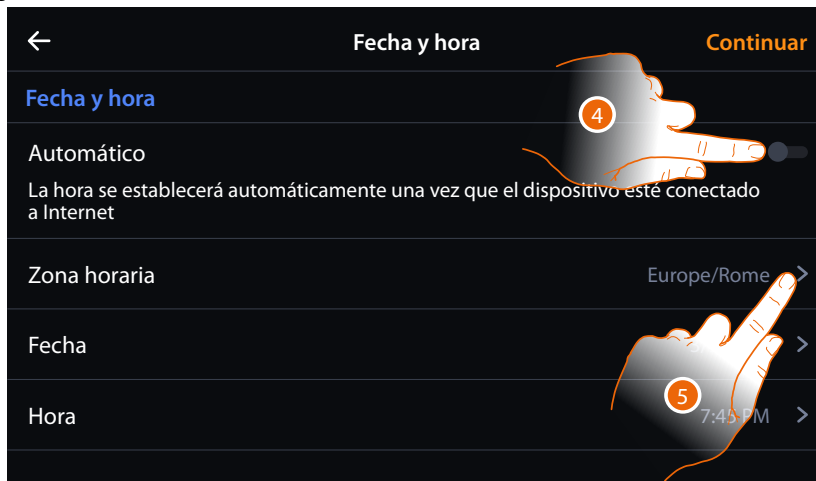 Fecha y hora
Continuar
Fecha y hora
4
Automático
La hora se establecerá automáticamente una vez que el dispositivo esté conectado
a Internet
Zona horaria
Europe/Rome
Fecha
Hora
5
7:45 PM